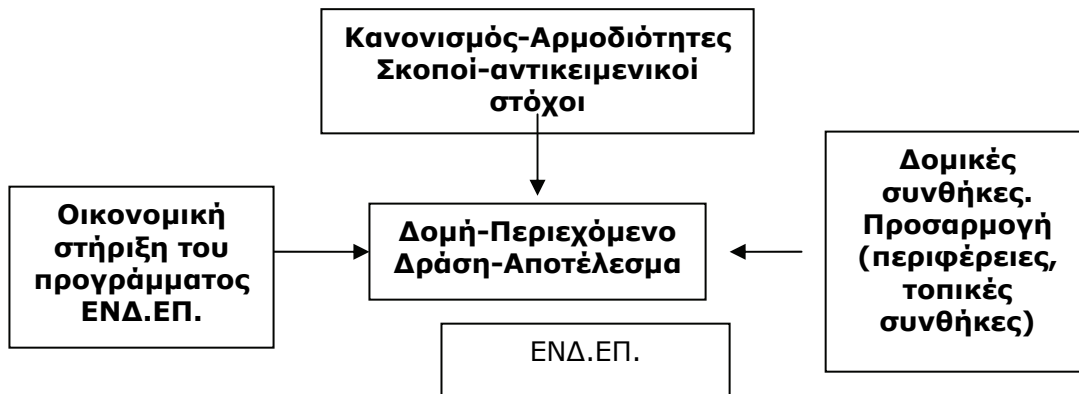 Κανονισμός-Αρμοδιότητες
Σκοποί-αντικειμενικοί
στόχοι
Οικονομική
στήριξη του
προγράμματος
ΕΝΔ.ΕΠ.
Δομή-Περιεχόμενο
Δράση-Αποτέλεσμα
Δομικές
συνθήκες.
Προσαρμογή
(περιφέρειες,
τοπικές
συνθήκες)
ΕΝΔ.ΕΠ.